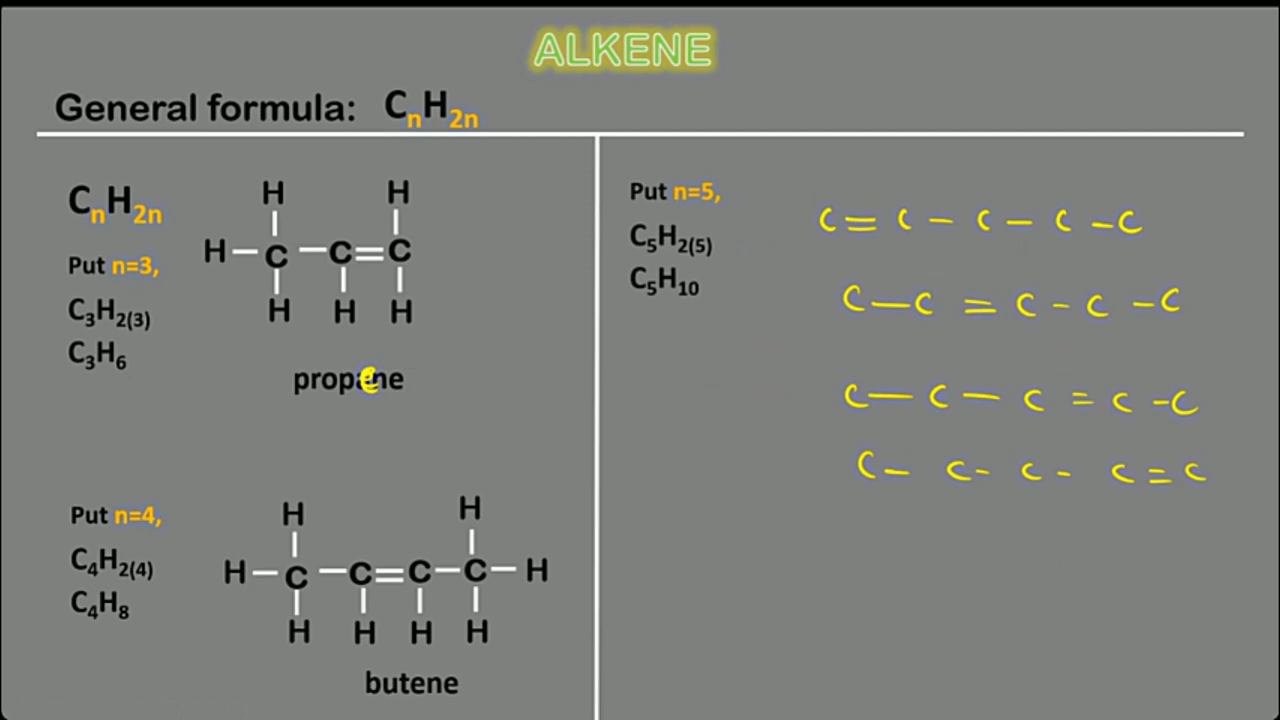 ALKENE
General formula: CnH2n
CnH2n
Put n=3,
C3H2(3)
C3H6
H H
H–C–C=C
H H H
propene
Put n=4,
C4H2(4)
C4H8
H H
H–C–C=C–C–H
H H H H
butene
Put n=5,
C5H2(5)
C5H10
C=C–C–C–C
C–C=C–C–C
C–C–C=C–C
C–C–C–C=C